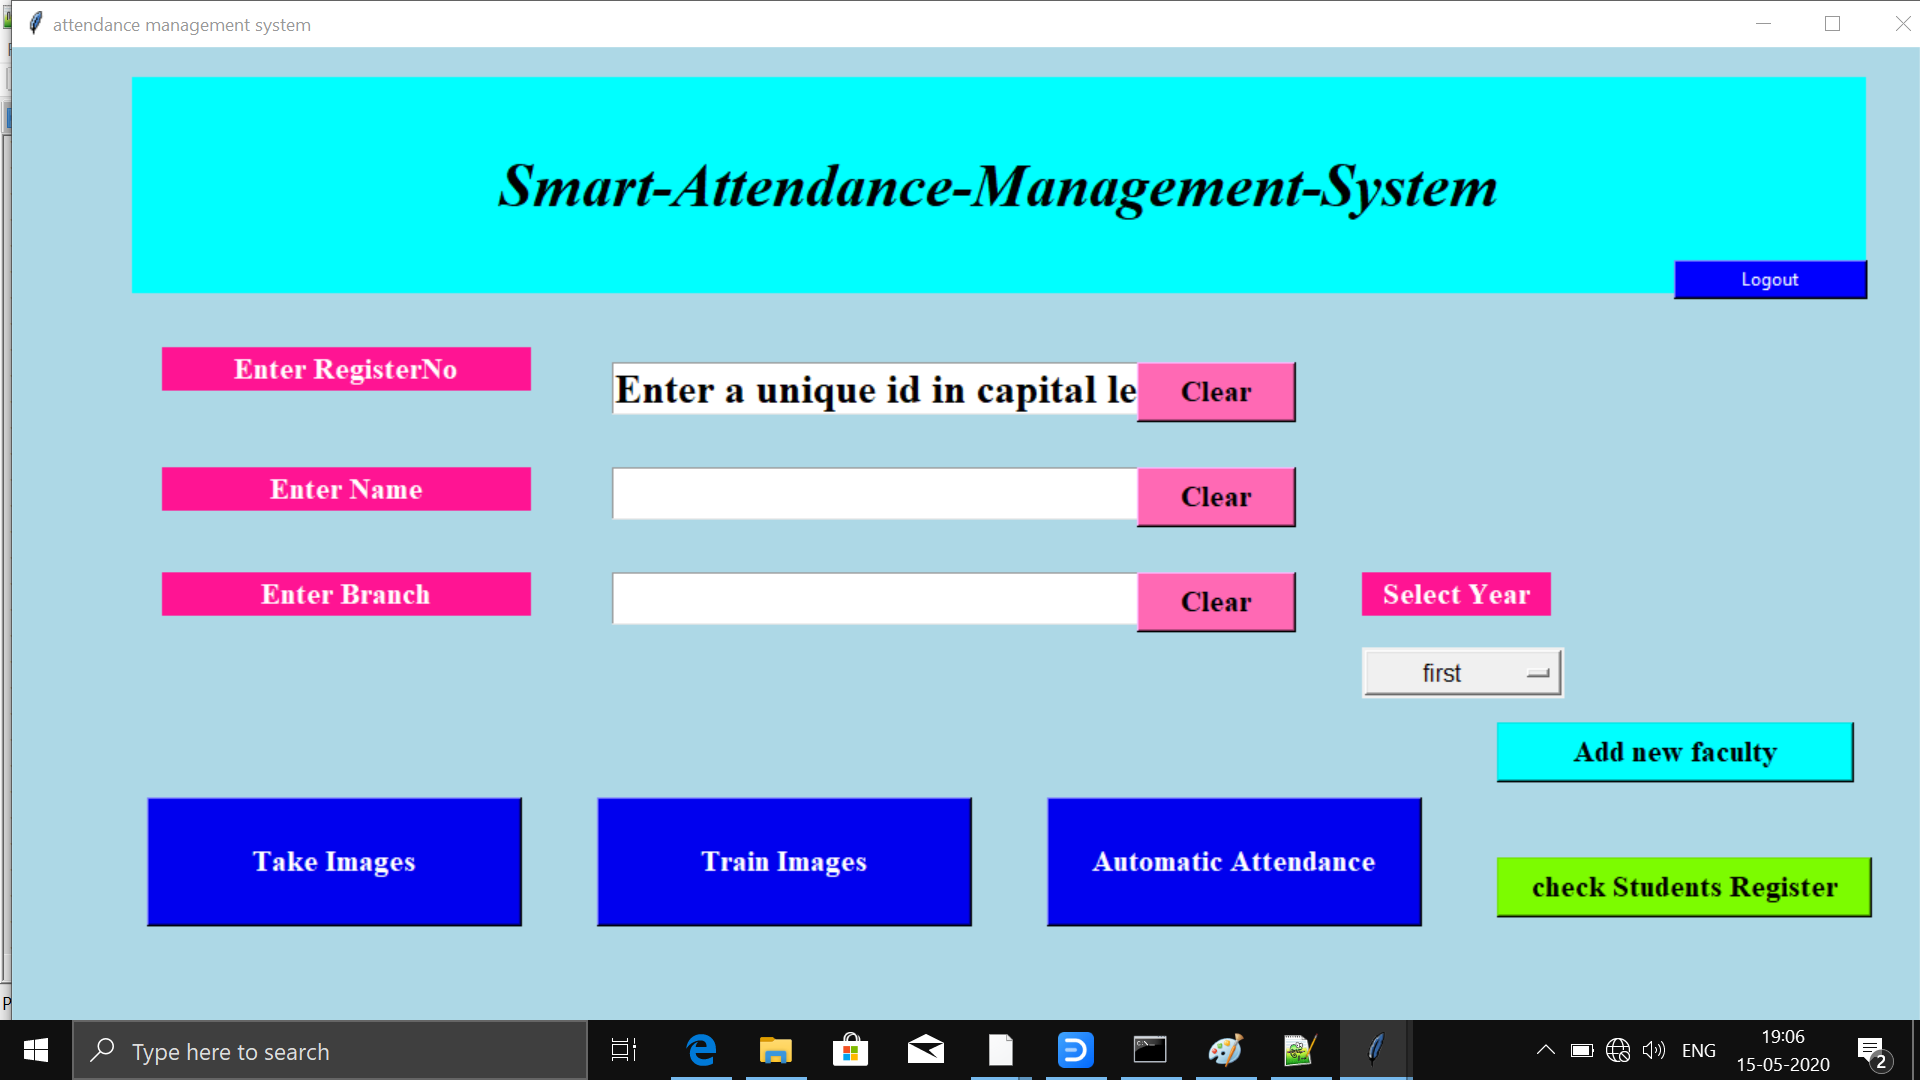 attendance management system
Smart-Attendance-Management-System
Logout
Enter RegisterNo
Enter a unique id in capital le
Clear
Enter Name
Clear
Enter Branch
Clear
Select Year
first
Add new faculty
Take Images
Train Images
Automatic Attendance
check Students Register
P
Type here to search
ENG
19:06
15-05-2020
2